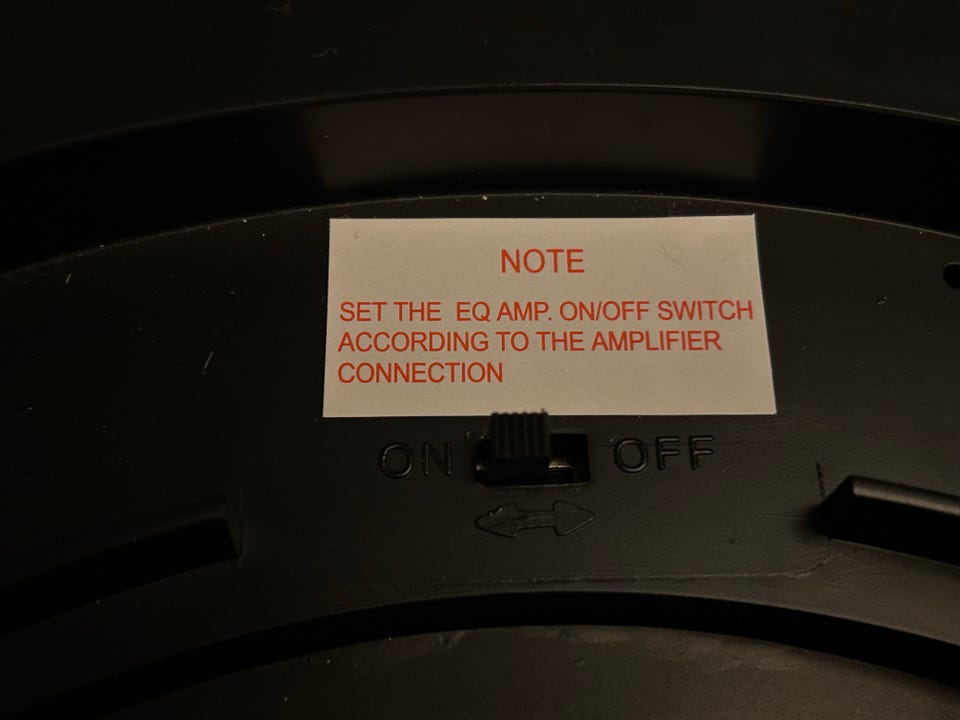 NOTE
SET THE EQ AMP. ON/OFF SWITCH
ACCORDING TO THE AMPLIFIER
CONNECTION
ON OFF